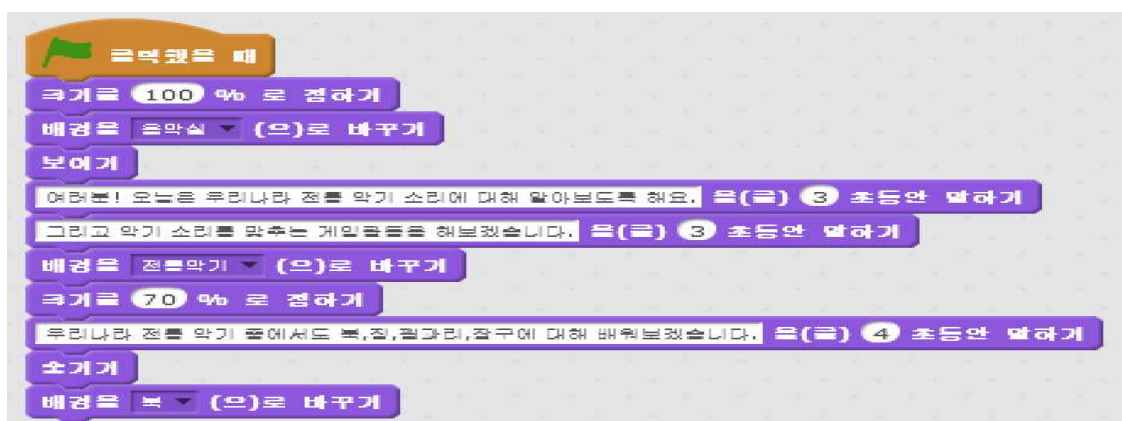 클릭했을 때
크기를 100 % 로 정하기
배경을 음악실 (으)로 바꾸기
보이기
여러분! 오늘은 우리나라 전통 악기 소리에 대해 알아보도록 해요. 을(를) 3 초동안 말하기
그리고 악기 소리를 맞추는 게임활동을 해보겠습니다. 을(를) 3 초동안 말하기
배경을 전통악기 (으)로 바꾸기
크기를 70 % 로 정하기
우리나라 전통 악기 중에서도 북,징,꽹과리,장구에 대해 배워보겠습니다. 을(를) 4 초동안 말하기
숨기기
배경을 북 (으)로 바꾸기